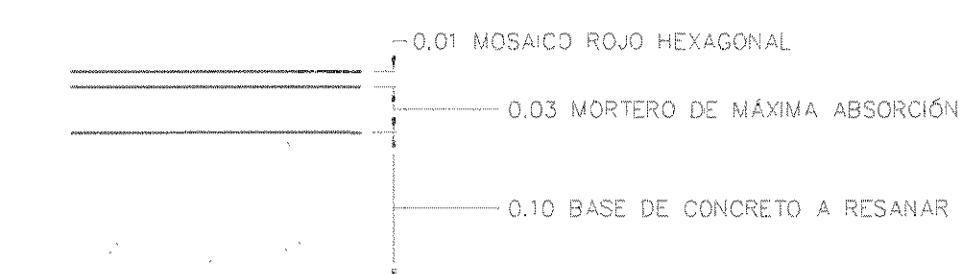 0.01 MOSAICO ROJO HEXAGONAL
0.03 MORTERO DE MÁXIMA ABSORCIÓN
0.10 BASE DE CONCRETO A RESANAR